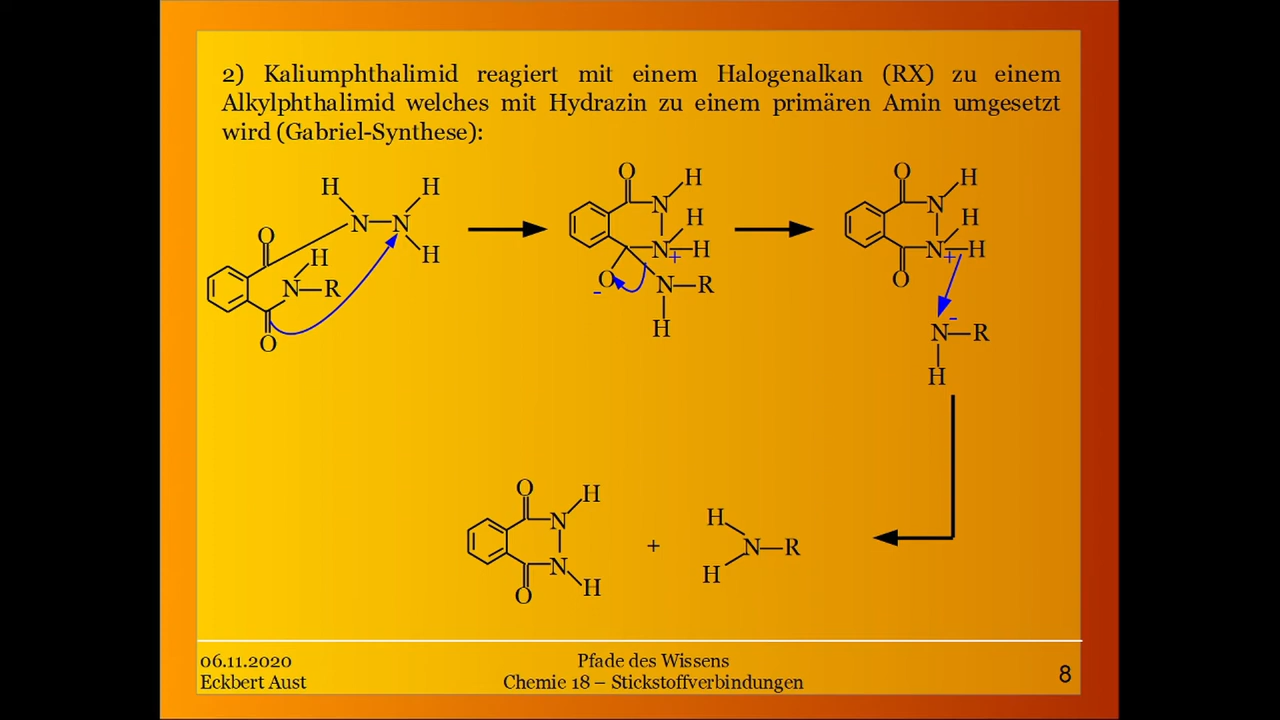 2) Kaliumphthalimid reagiert mit einem Halogenalkan (RX) zu einem
Alkylphthalimid welches mit Hydrazin zu einem primären Amin umgesetzt
wird (Gabriel-Synthese):
H H
O N N
H H
N R
O
O H
N H
N H
+
O
- N R
H
O H
N H
N H
+
O
-
N R
H
O H
N
N H
O
+
H
N R
H
06.11.2020
Eckbert Aust
Pfade des Wissens
Chemie 18 – Stickstoffverbindungen
8